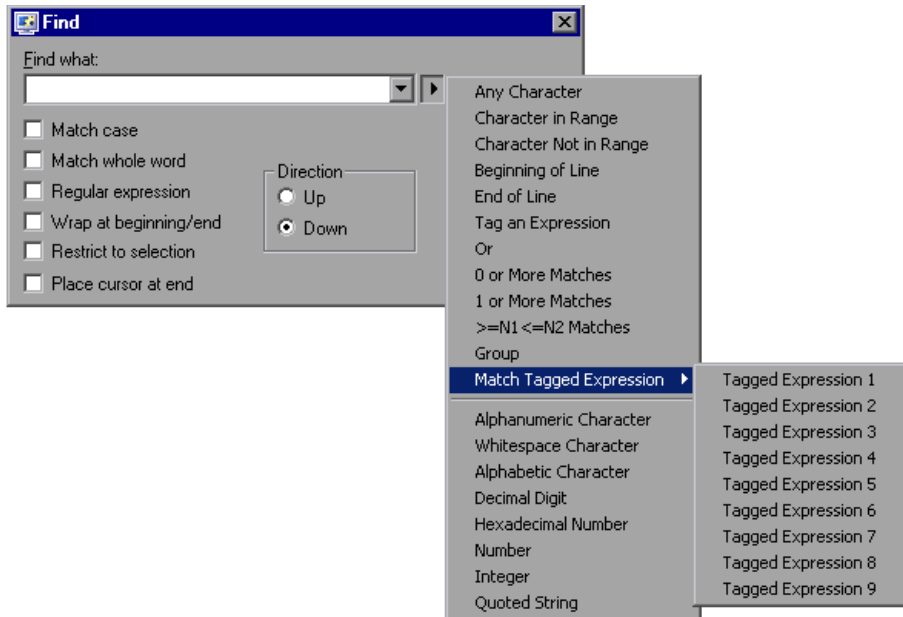 Find
Find what:
Match case
Match whole word
Regular expression
Wrap at beginning/end
Restrict to selection
Place cursor at end
Direction
Up
Down
Any Character
Character in Range
Character Not in Range
Beginning of Line
End of Line
Tag an Expression
Or
0 or More Matches
1 or More Matches
>=N1<=N2 Matches
Group
Match Tagged Expression
Alphanumeric Character
Whitespace Character
Alphabetic Character
Decimal Digit
Hexadecimal Number
Number
Integer
Quoted String
Tagged Expression 1
Tagged Expression 2
Tagged Expression 3
Tagged Expression 4
Tagged Expression 5
Tagged Expression 6
Tagged Expression 7
Tagged Expression 8
Tagged Expression 9